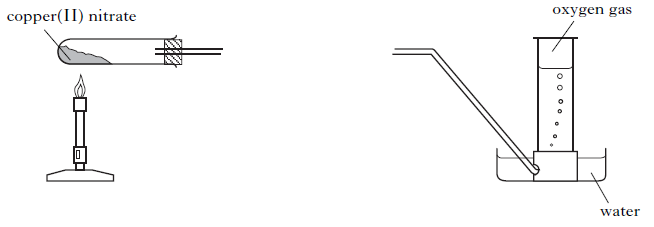 copper(II) nitrate
oxygen gas
water